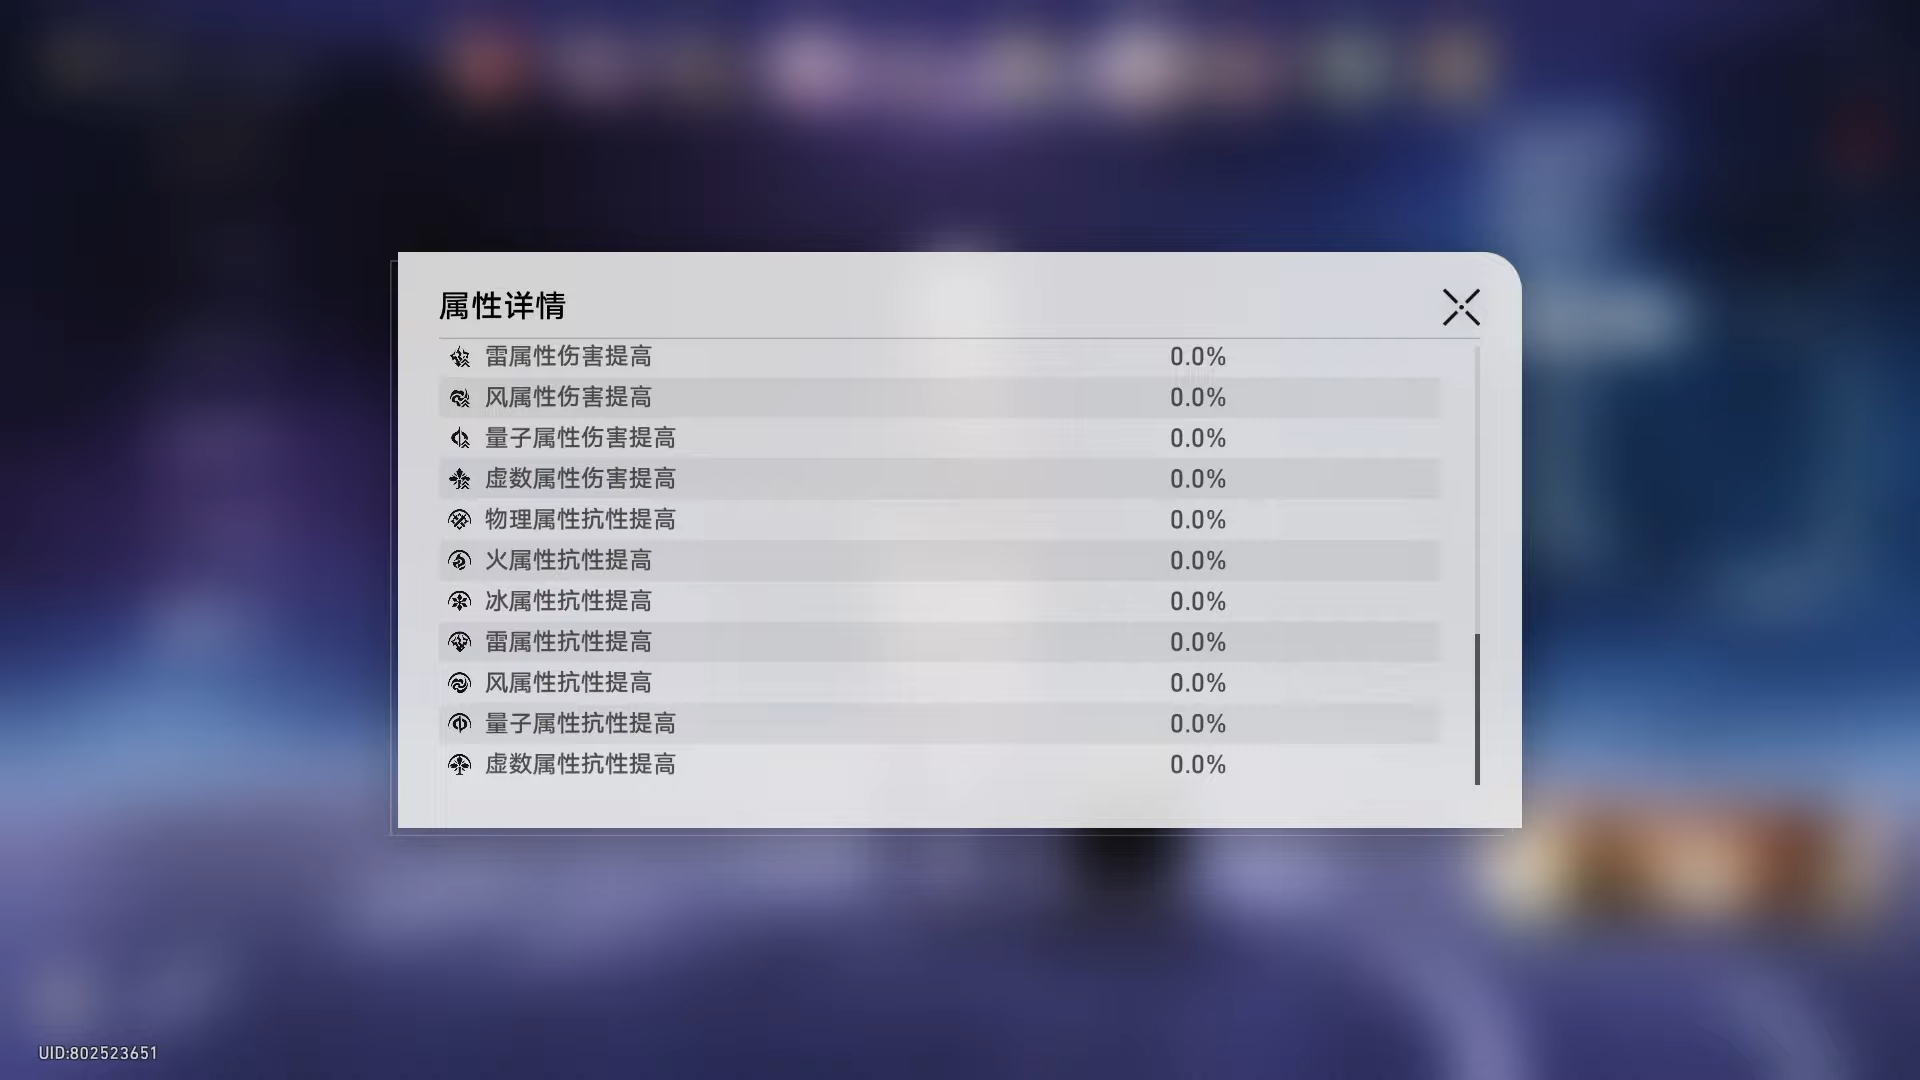 属性详情
雷属性伤害提高 0.0%
风属性伤害提高 0.0%
量子属性伤害提高 0.0%
虚数属性伤害提高 0.0%
物理属性抗性提高 0.0%
火属性抗性提高 0.0%
冰属性抗性提高 0.0%
雷属性抗性提高 0.0%
风属性抗性提高 0.0%
量子属性抗性提高 0.0%
虚数属性抗性提高 0.0%
UID:802523651